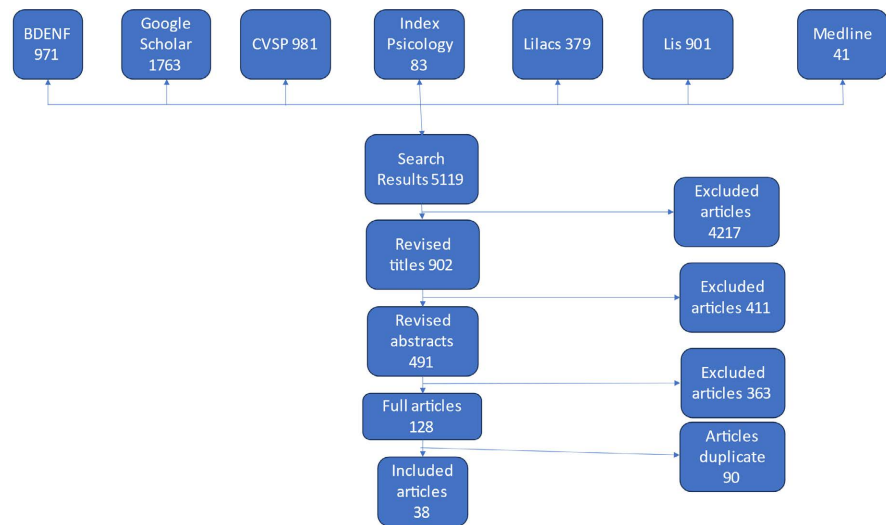 BDENF
971
Google
Scholar
1763
CVSP 981
Index
Psicology
83
Lilacs 379
Lis 901
Medline
41
Search
Results 5119
Excluded
articles
4217
Revised
titles 902
Excluded
articles 411
Revised
abstracts
491
Excluded
articles 363
Full articles
128
Articles
duplicate
90
Included
articles
38